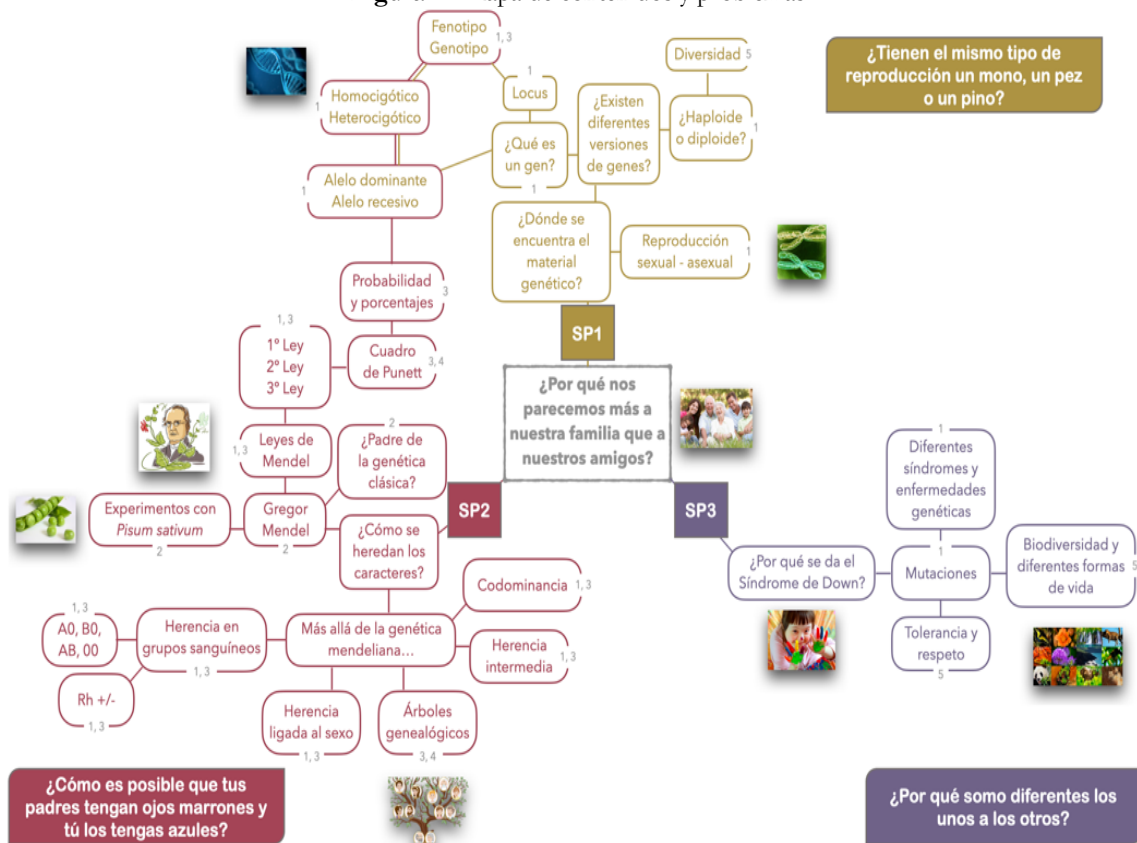 Fenotipo
Genotipo
1, 3
Diversidad
5
¿Tienen el mismo tipo de
reproducción un mono, un pez
o un pino?
Homocigótico
Heterocigótico
1
1
Locus
¿Existen
diferentes
versiones
de genes?
¿Haploide
o diploide?
1
¿Qué es
un gen?
1
Alelo dominante
Alelo recesivo
1
¿Dónde se
encuentra el
material
genético?
Reproducción
sexual - asexual
1
Probabilidad
y porcentajes
3
SP1
1, 3
1º Ley
2º Ley
3º Ley
Cuadro
de Punett
3, 4
¿Por qué nos
parecemos más a
nuestra familia que a
nuestros amigos?
Leyes de
Mendel
1, 3
2
¿Padre de
la genética
clásica?
1
Diferentes
síndromes y
enfermedades
genéticas
SP2
SP3
Experimentos con
Pisum sativum
2
Gregor
Mendel
2
¿Cómo se
heredan los
caracteres?
¿Por qué se da el
Síndrome de Down?
1
Mutaciones
Biodiversidad y
diferentes formas
de vida
5
Codominancia
1, 3
1, 3
A0, B0,
AB, 00
Herencia en
grupos sanguíneos
1, 3
Más allá de la genética
mendeliana...
Herencia
intermedia
1, 3
Tolerancia y
respeto
5
Rh +/-
1, 3
Herencia
ligada al sexo
1, 3
Árboles
genealógicos
3, 4
¿Cómo es posible que tus
padres tengan ojos marrones y
tú los tengas azules?
¿Por qué somo diferentes los
unos a los otros?